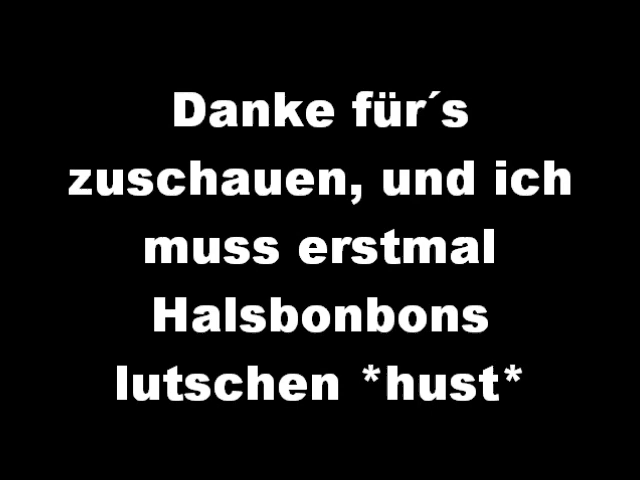 Danke für´s
zuschauen, und ich
muss erstmal
Halsbonbons
lutschen *hust*